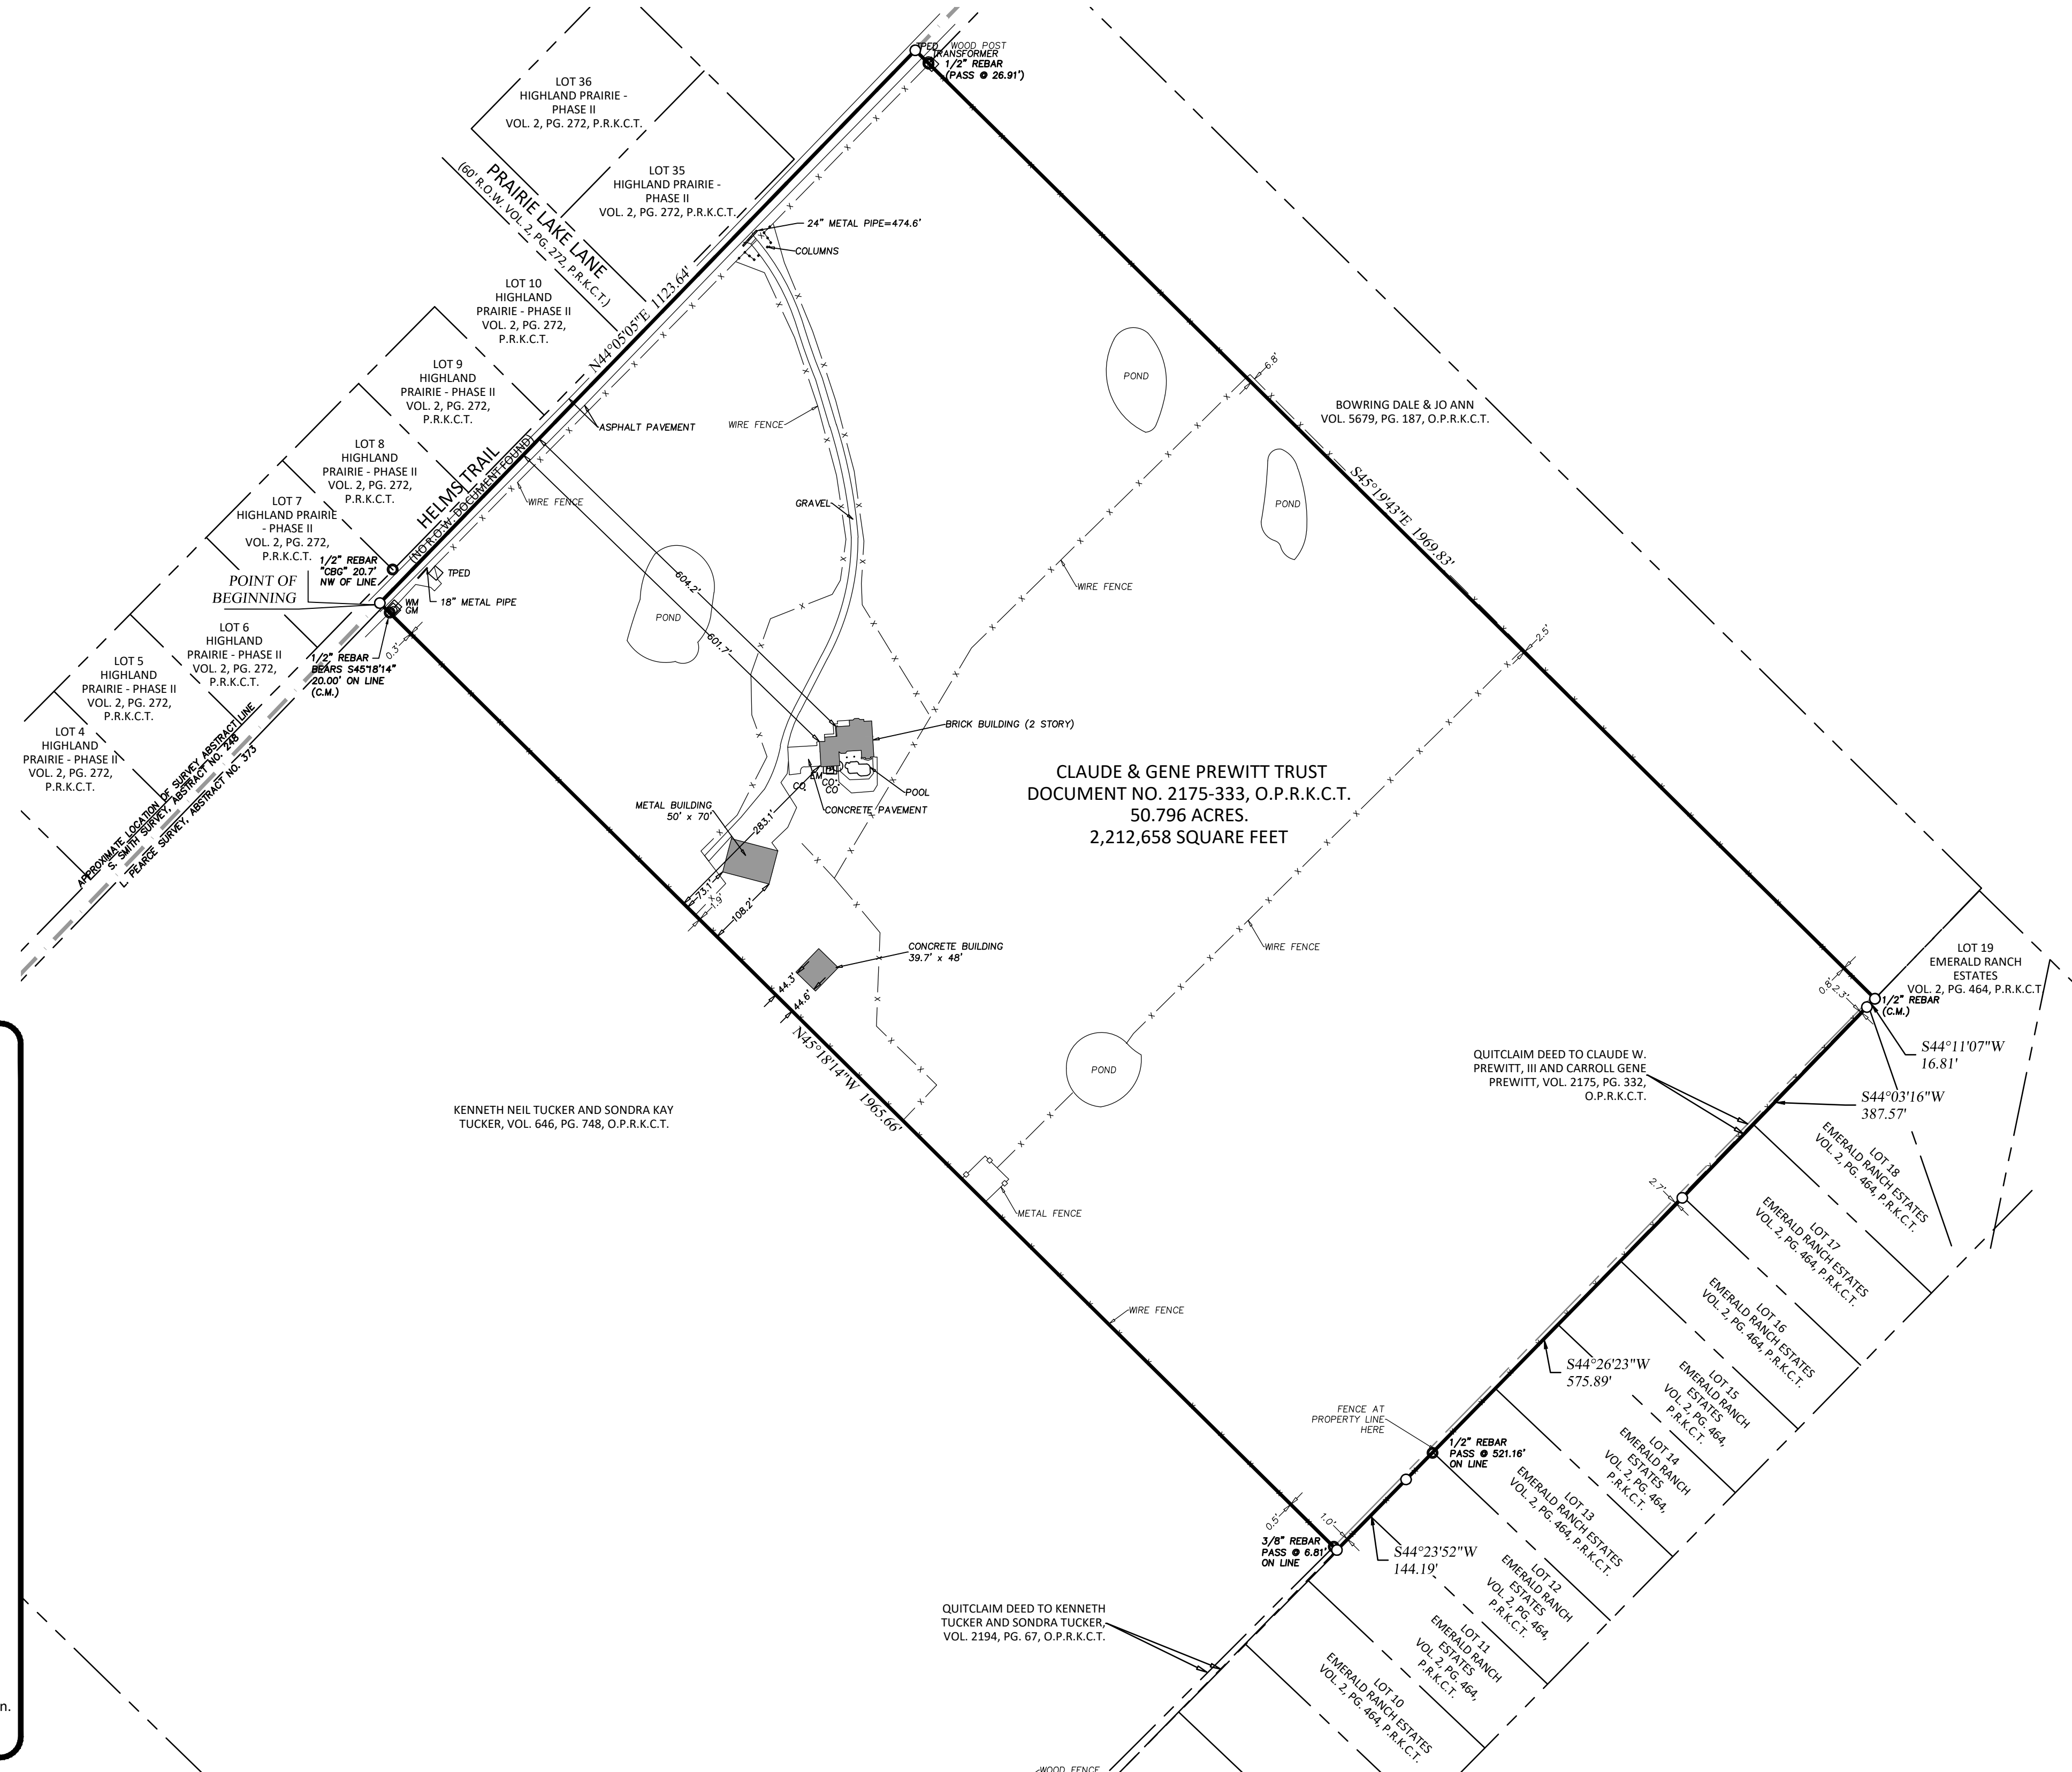 TPED
WOOD POST
TRANSFORMER
1/2" REBAR
(PASS @ 26.91')
LOT 36
HIGHLAND PRAIRIE -
PHASE II
VOL. 2, PG. 272, P.R.K.C.T.
LOT 35
HIGHLAND PRAIRIE -
PHASE II
VOL. 2, PG. 272, P.R.K.C.T.
PRAIRIE LAKE LANE
(60' R.O.W. VOL. 2, PG. 272, P.R.K.C.T.)
24" METAL PIPE=474.6'
COLUMNS
LOT 10
HIGHLAND
PRAIRIE - PHASE II
VOL. 2, PG. 272,
P.R.K.C.T.
N44°05'05"E 1123.64'
LOT 9
HIGHLAND
PRAIRIE - PHASE II
VOL. 2, PG. 272,
P.R.K.C.T.
ASPHALT PAVEMENT
WIRE FENCE
POND
6.8'
BOWRING DALE & JO ANN
VOL. 5679, PG. 187, O.P.R.K.C.T.
LOT 8
HIGHLAND
PRAIRIE - PHASE II
VOL. 2, PG. 272,
P.R.K.C.T.
HELMS TRAIL
(NO R.O.W. DOCUMENT FOUND)
WIRE FENCE
GRAVEL
POND
S45°19'43"E 1969.83'
LOT 7
HIGHLAND PRAIRIE
- PHASE II
VOL. 2, PG. 272,
P.R.K.C.T.
1/2" REBAR
"CBG" 20.7'
NW OF LINE
POINT OF
BEGINNING
TPED
WM
GM
18" METAL PIPE
604.2'
601.7'
POND
WIRE FENCE
LOT 6
HIGHLAND
PRAIRIE - PHASE II
VOL. 2, PG. 272,
P.R.K.C.T.
0.3'
1/2" REBAR
BEARS S45°18'14"
20.00' ON LINE
(C.M.)
2.5'
LOT 5
HIGHLAND
PRAIRIE - PHASE II
VOL. 2, PG. 272,
P.R.K.C.T.
LOT 4
HIGHLAND
PRAIRIE - PHASE II
VOL. 2, PG. 272,
P.R.K.C.T.
APPROXIMATE LOCATION OF SURVEY ABSTRACT LINE
S. SMITH SURVEY, ABSTRACT NO. 248
L. PEARCE SURVEY, ABSTRACT NO. 373
BRICK BUILDING (2 STORY)
EM
CO
CO
CO
POOL
CONCRETE PAVEMENT
METAL BUILDING
50' x 70'
283.1'
73.1'
1.9'
108.2'
CLAUDE & GENE PREWITT TRUST
DOCUMENT NO. 2175-333, O.P.R.K.C.T.
50.796 ACRES.
2,212,658 SQUARE FEET
CONCRETE BUILDING
39.7' x 48'
44.3'
44.6'
WIRE FENCE
LOT 19
EMERALD RANCH
ESTATES
VOL. 2, PG. 464, P.R.K.C.T
0.8'
2.3'
1/2" REBAR
(C.M.)
S44°11'07"W
16.81'
N45°18'14"W 1965.66'
POND
QUITCLAIM DEED TO CLAUDE W.
PREWITT, III AND CARROLL GENE
PREWITT, VOL. 2175, PG. 332,
O.P.R.K.C.T.
S44°03'16"W
387.57'
KENNETH NEIL TUCKER AND SONDRA KAY
TUCKER, VOL. 646, PG. 748, O.P.R.K.C.T.
LOT 18
EMERALD RANCH ESTATES
VOL. 2, PG. 464, P.R.K.C.T.
METAL FENCE
2.7'
LOT 17
EMERALD RANCH ESTATES
VOL. 2, PG. 464, P.R.K.C.T.
WIRE FENCE
LOT 16
EMERALD RANCH ESTATES
VOL. 2, PG. 464, P.R.K.C.T.
S44°26'23"W
575.89'
LOT 15
EMERALD RANCH
ESTATES
VOL. 2, PG. 464,
P.R.K.C.T.
FENCE AT
PROPERTY LINE
HERE
1/2" REBAR
PASS @ 521.16'
ON LINE
LOT 14
EMERALD RANCH
ESTATES
VOL. 2, PG. 464,
P.R.K.C.T.
LOT 13
EMERALD RANCH ESTATES
VOL. 2, PG. 464, P.R.K.C.T.
0.5'
1.0'
3/8" REBAR
PASS @ 6.81'
ON LINE
S44°23'52"W
144.19'
LOT 12
EMERALD RANCH
ESTATES
VOL. 2, PG. 464,
P.R.K.C.T.
QUITCLAIM DEED TO KENNETH
TUCKER AND SONDRA TUCKER,
VOL. 2194, PG. 67, O.P.R.K.C.T.
LOT 11
EMERALD RANCH
ESTATES
VOL. 2, PG. 464,
P.R.K.C.T.
LOT 10
EMERALD RANCH ESTATES
VOL. 2, PG. 464, P.R.K.C.T.
n.
WOOD FENCE